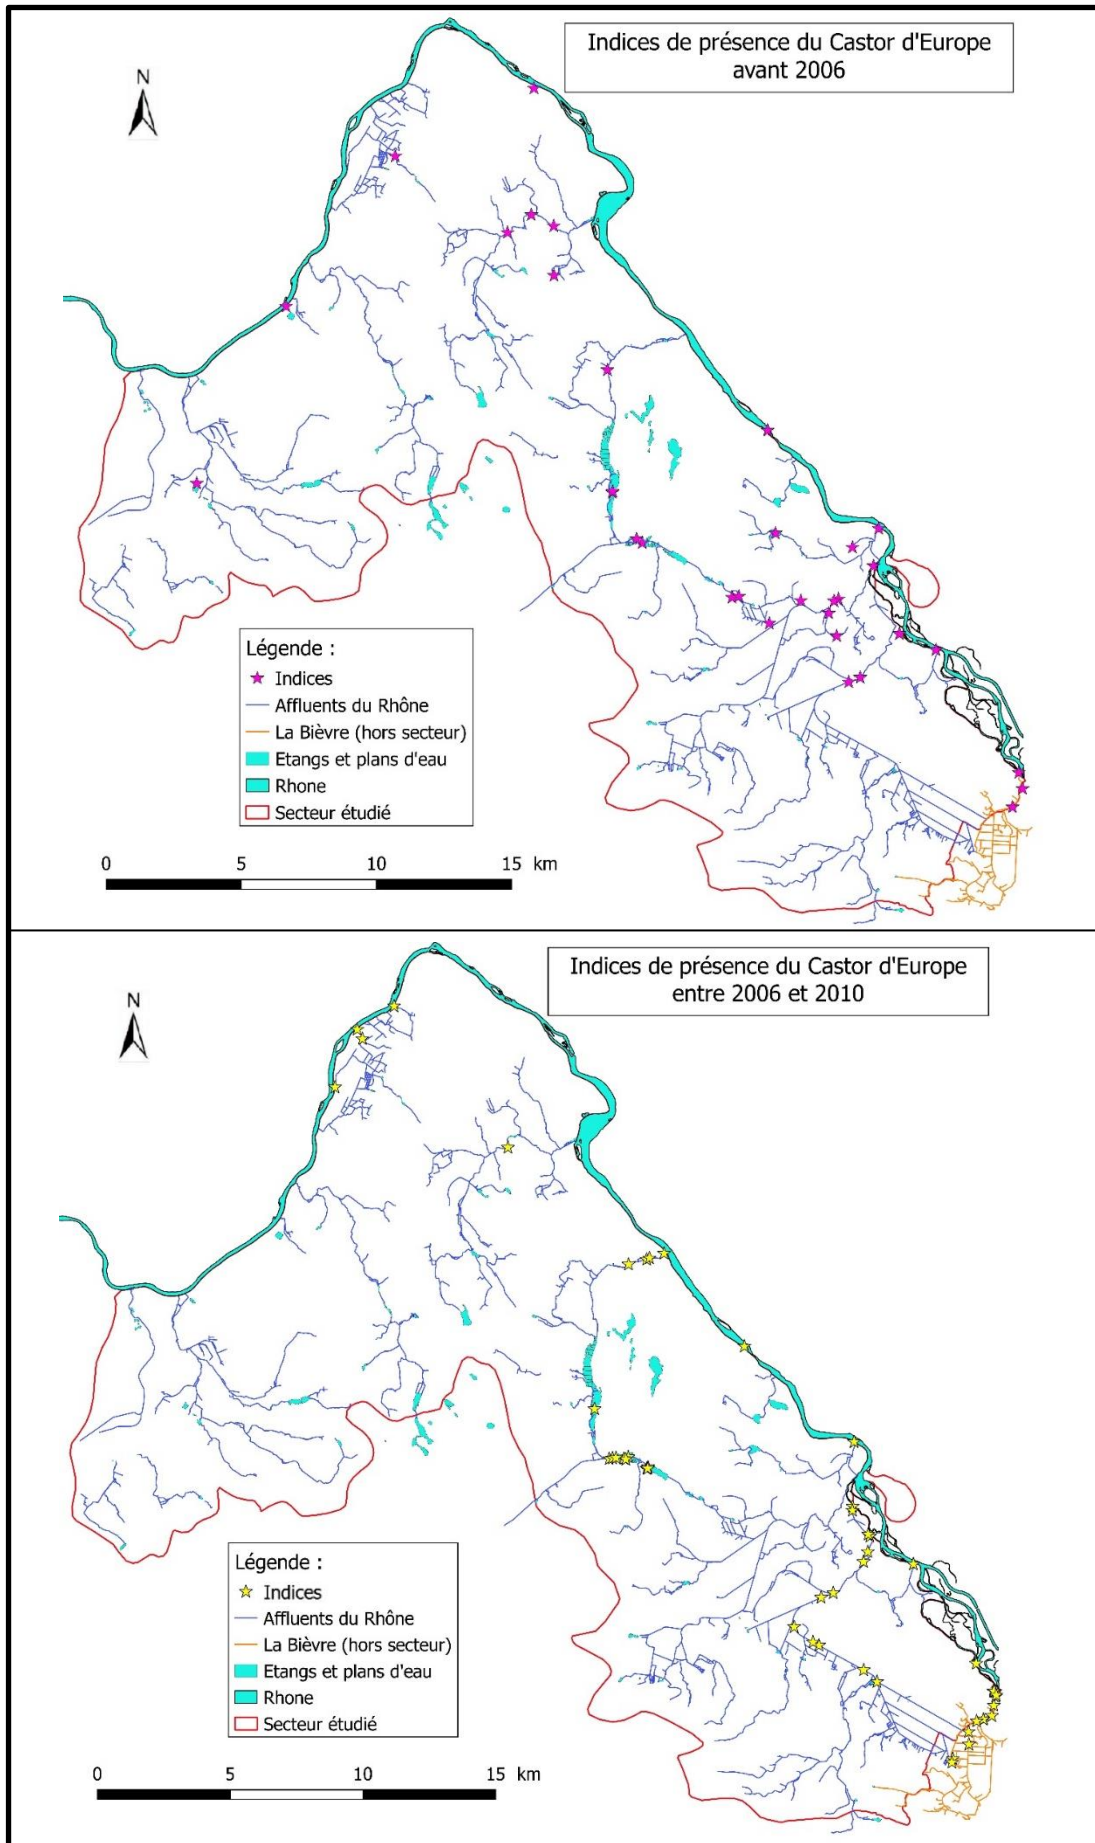 Indices de présence du Castor d'Europe
avant 2006
N
Légende :
Indices
Affluents du Rhône
La Bièvre (hors secteur)
Etangs et plans d'eau
Rhone
Secteur étudié
0 5 10 15 km
Indices de présence du Castor d'Europe
entre 2006 et 2010
N
Légende :
Indices
Affluents du Rhône
La Bièvre (hors secteur)
Etangs et plans d'eau
Rhone
Secteur étudié
0 5 10 15 km